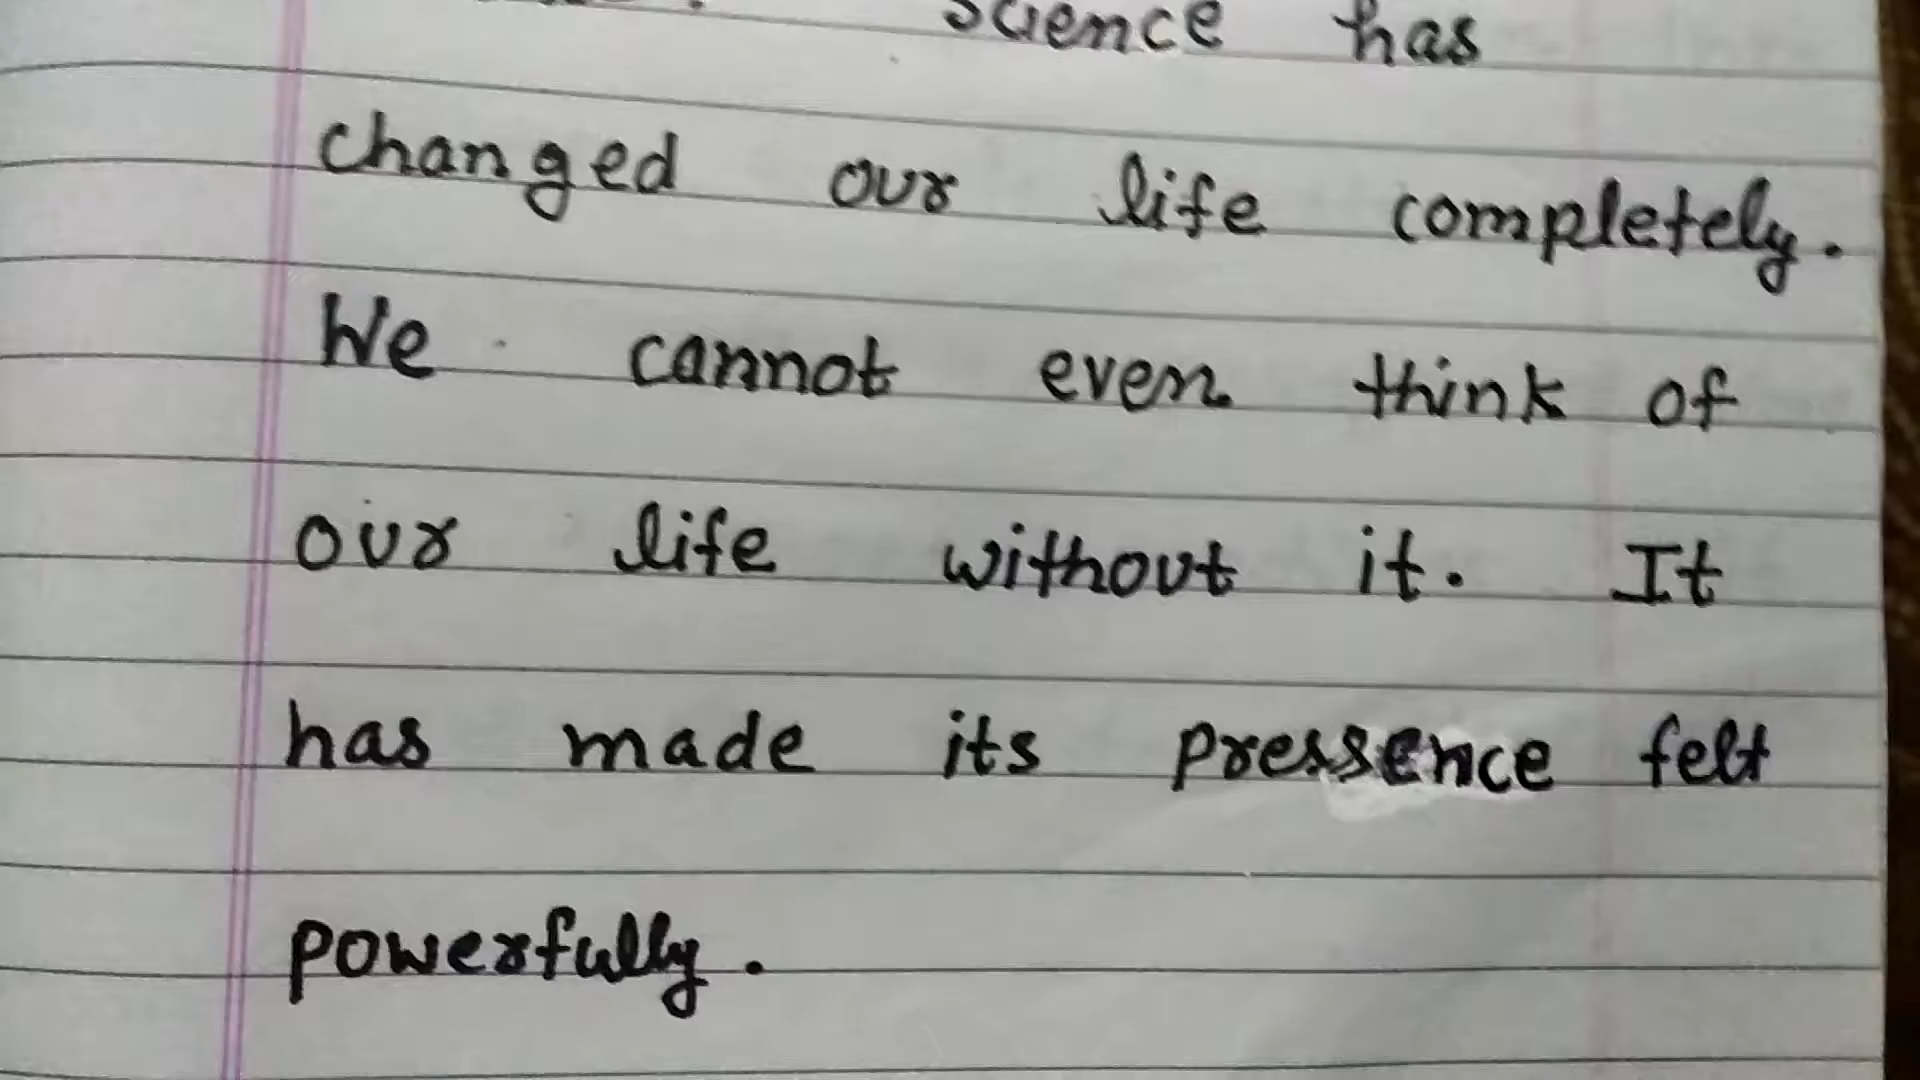 Science has
changed our life completely.
We cannot even think of
our life without it. It
has made its pressence felt
powerfully.